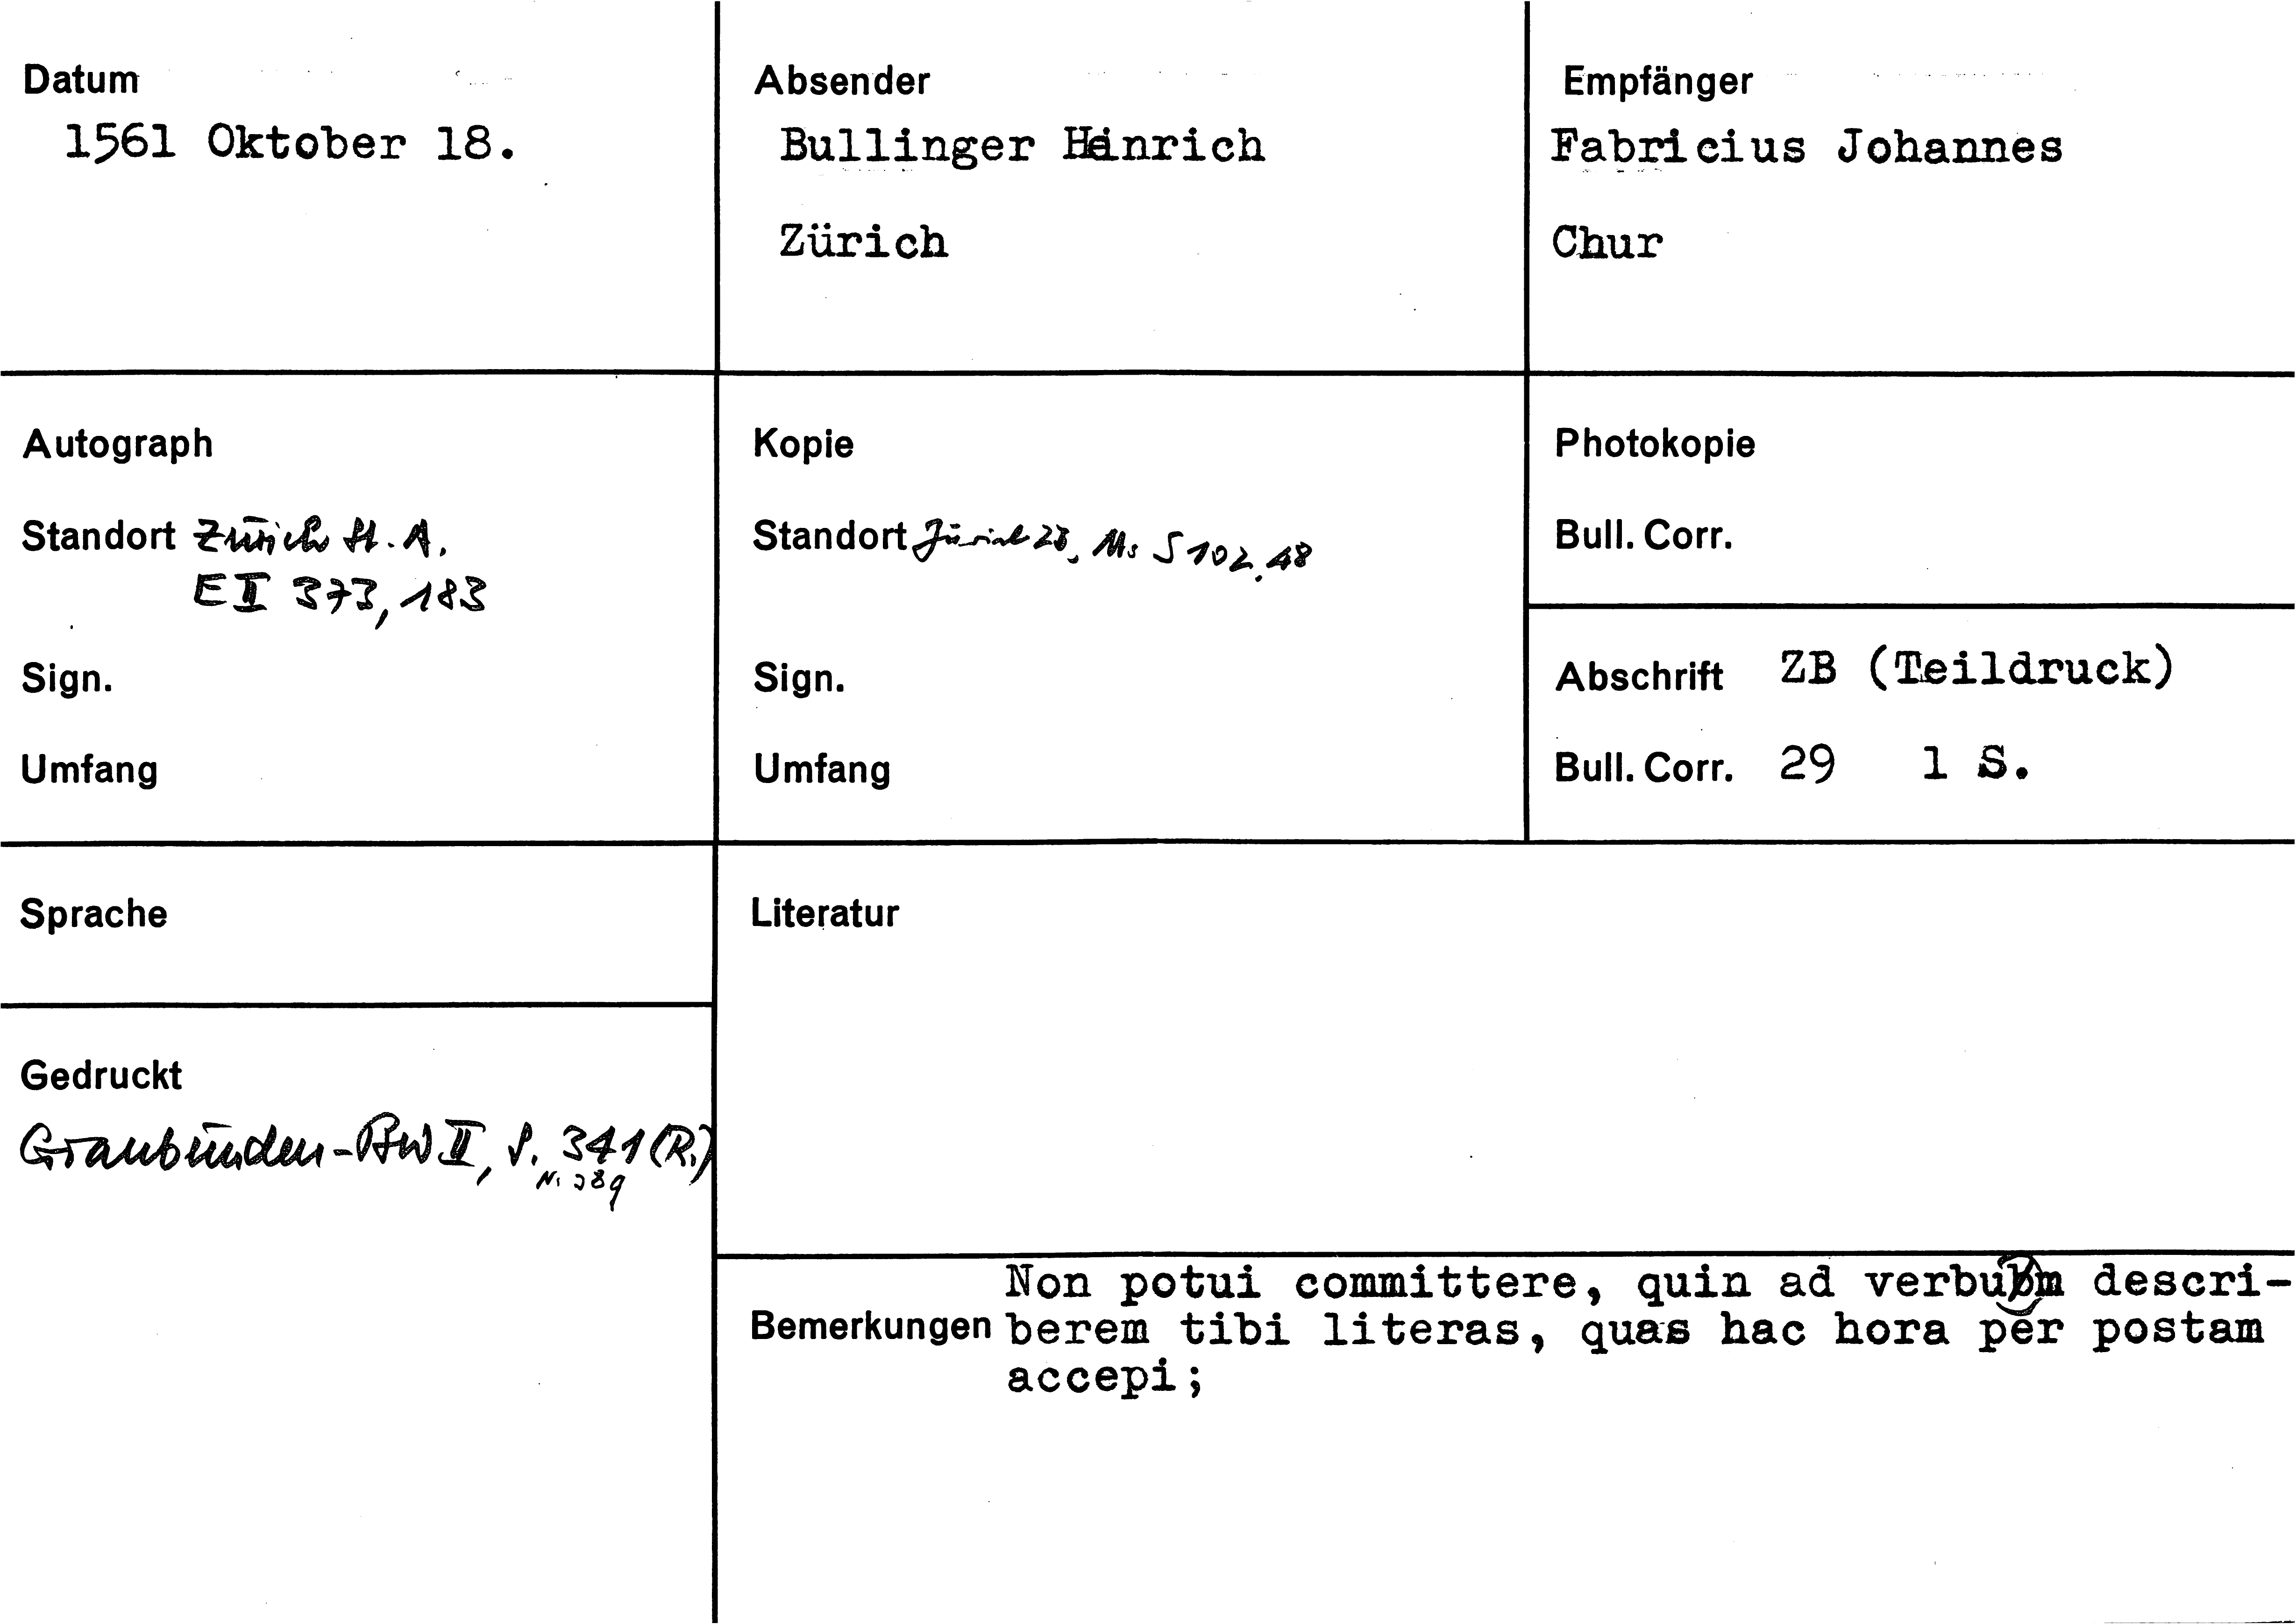 Datum
1561 Oktober 18.
Absender
Bullinger Heinrich
Zürich
Empfänger
Fabricius Johannes
Chur
Autograph
Standort Zürich St. A.
E II 373, 183
Sign.
Umfang
Kopie
Standort Zürich ZB, Ms S 102, 48
Sign.
Umfang
Photokopie
Bull. Corr.
Abschrift ZB (Teildruck)
Bull. Corr. 29 1 S.
Sprache
Gedruckt
Graubünden-BW II, S. 341 (R.)
Nr 389
Literatur
Bemerkungen
Non potui committere, quin ad verbum descri-
berem tibi literas, quas hac hora per postam
accepi;